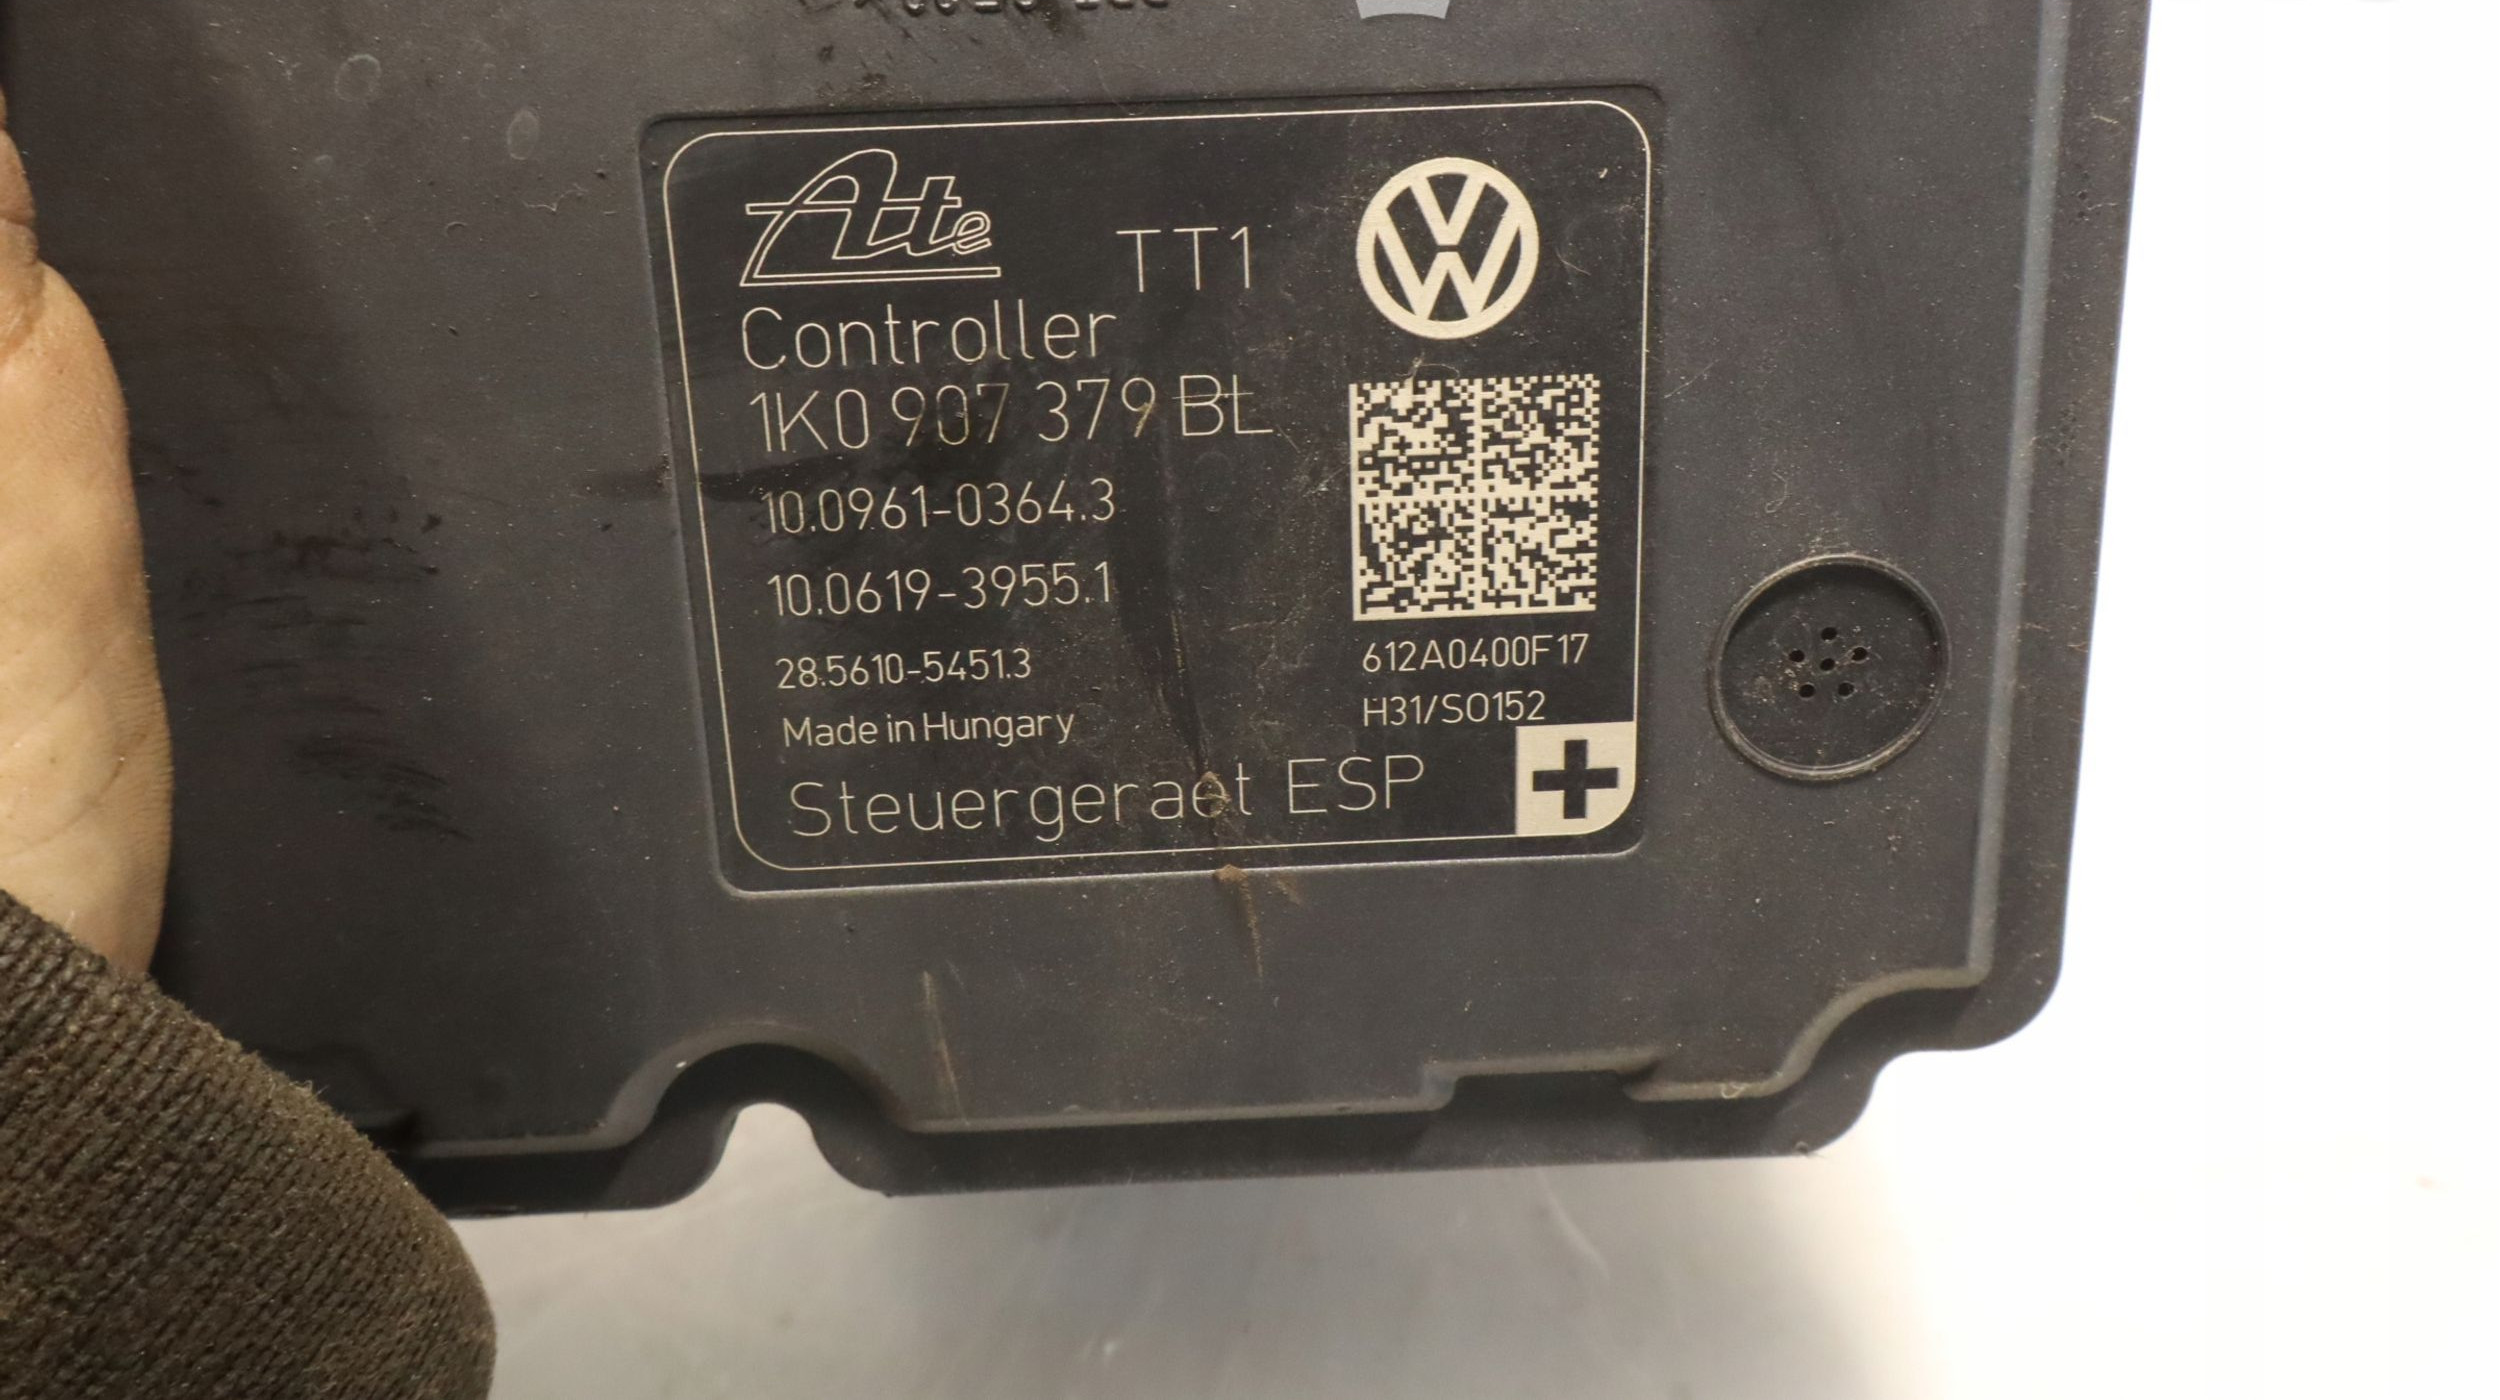 Ate
TT1
Controller
1K0 907 379 BL
10.0961-0364.3
10.0619-3955.1
28.5610-5451.3
Made in Hungary
612A0400F17
H31/SO152
Steuergeraet ESP